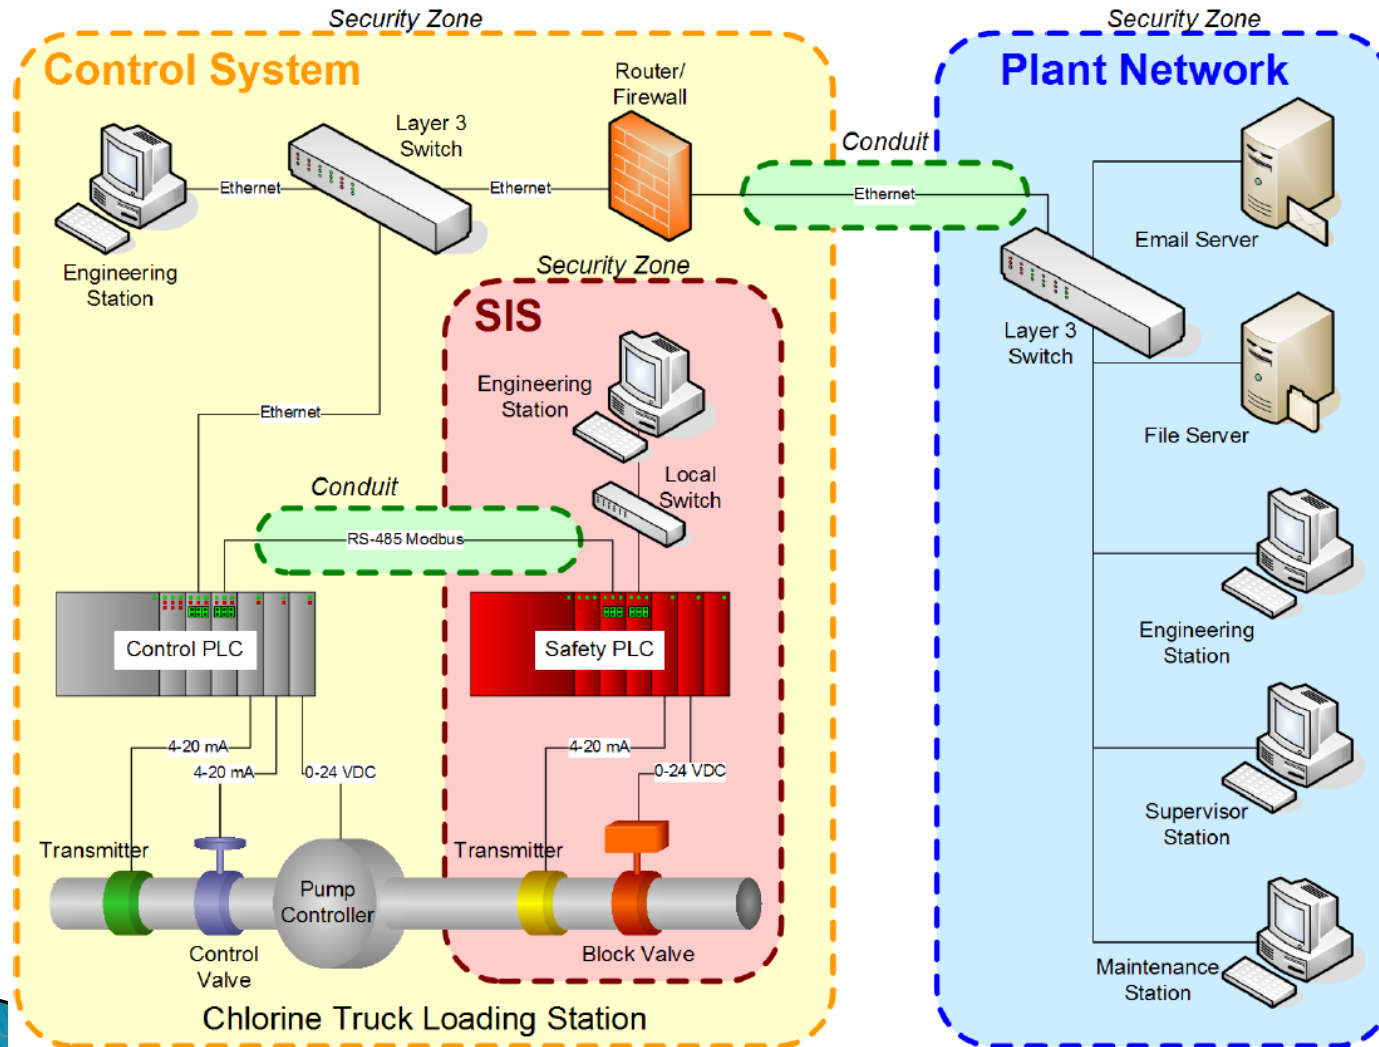 Security Zone
Security Zone
Control System
Plant Network
Router/
Firewall
Layer 3
Switch
Conduit
Ethernet
Ethernet
Ethernet
Engineering
Station
Security Zone
SIS
Email Server
Layer 3
Switch
Engineering
Station
Ethernet
File Server
Local
Switch
Conduit
RS-485 Modbus
Control PLC
Safety PLC
Engineering
Station
4-20 mA
4-20 mA
0-24 VDC
4-20 mA
0-24 VDC
Supervisor
Station
Transmitter
Transmitter
Pump
Controller
Control
Valve
Block Valve
Maintenance
Station
Chlorine Truck Loading Station